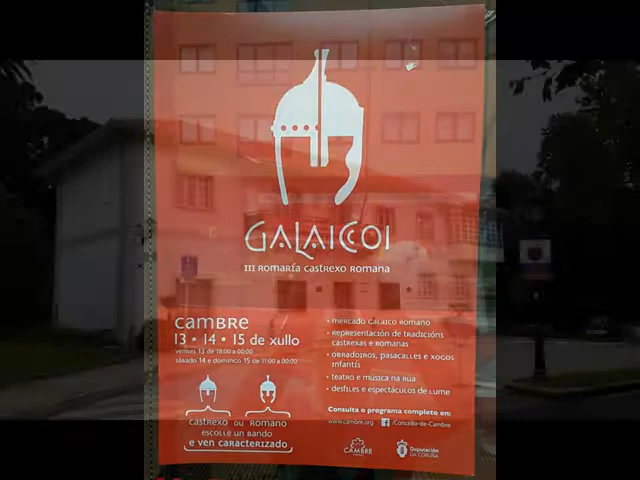 GALAICOI
III ROMARÍA CASTREXO ROMANA
CAMBRE
13 • 14 • 15 de xullo
venres 13 de 18:00 a 00:00
sábado 14 e domingo 15 de 11:00 a 00:00
• MERCADO GALAICO ROMANO
• REPRESENTACIÓN DE TRADICIÓNS
CASTREXAS E ROMANAS
• OBRADOIROS, PASACALES E XOGOS
INFANTÍS
• TEATRO E MÚSICA NA RÚA
• DESFILES E ESPECTÁCULOS DE LUME
CASTREXO OU ROMANO
ESCOLLE UN BANDO
E VEN CARACTERIZADO
Consulta o programa completo en:
www.cambre.org /Concello-de-Cambre
CAMBRE
Deputación
DA CORUÑA